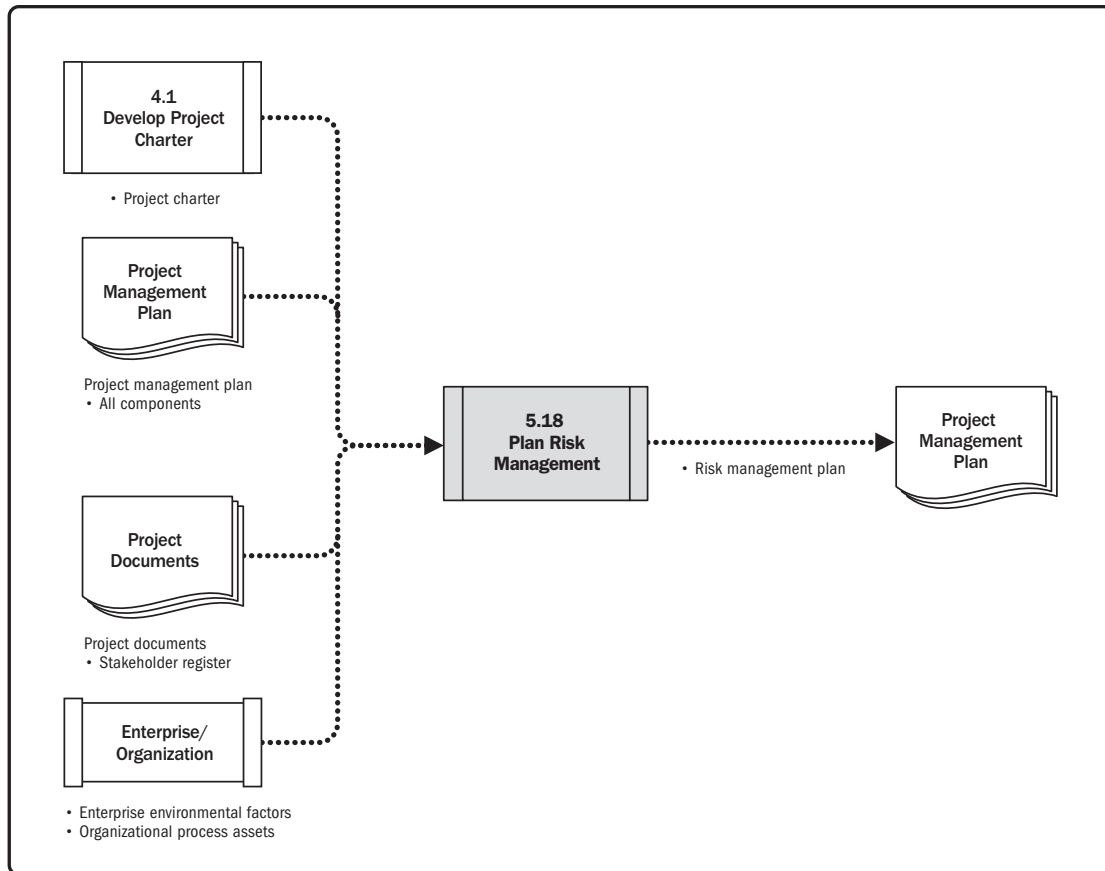 4.1
Develop Project
Charter
• Project charter
Project
Management
Plan
Project management plan
• All components
5.18
Plan Risk
Management
• Risk management plan
Project
Management
Plan
Project
Documents
Project documents
• Stakeholder register
Enterprise/
Organization
• Enterprise environmental factors
• Organizational process assets